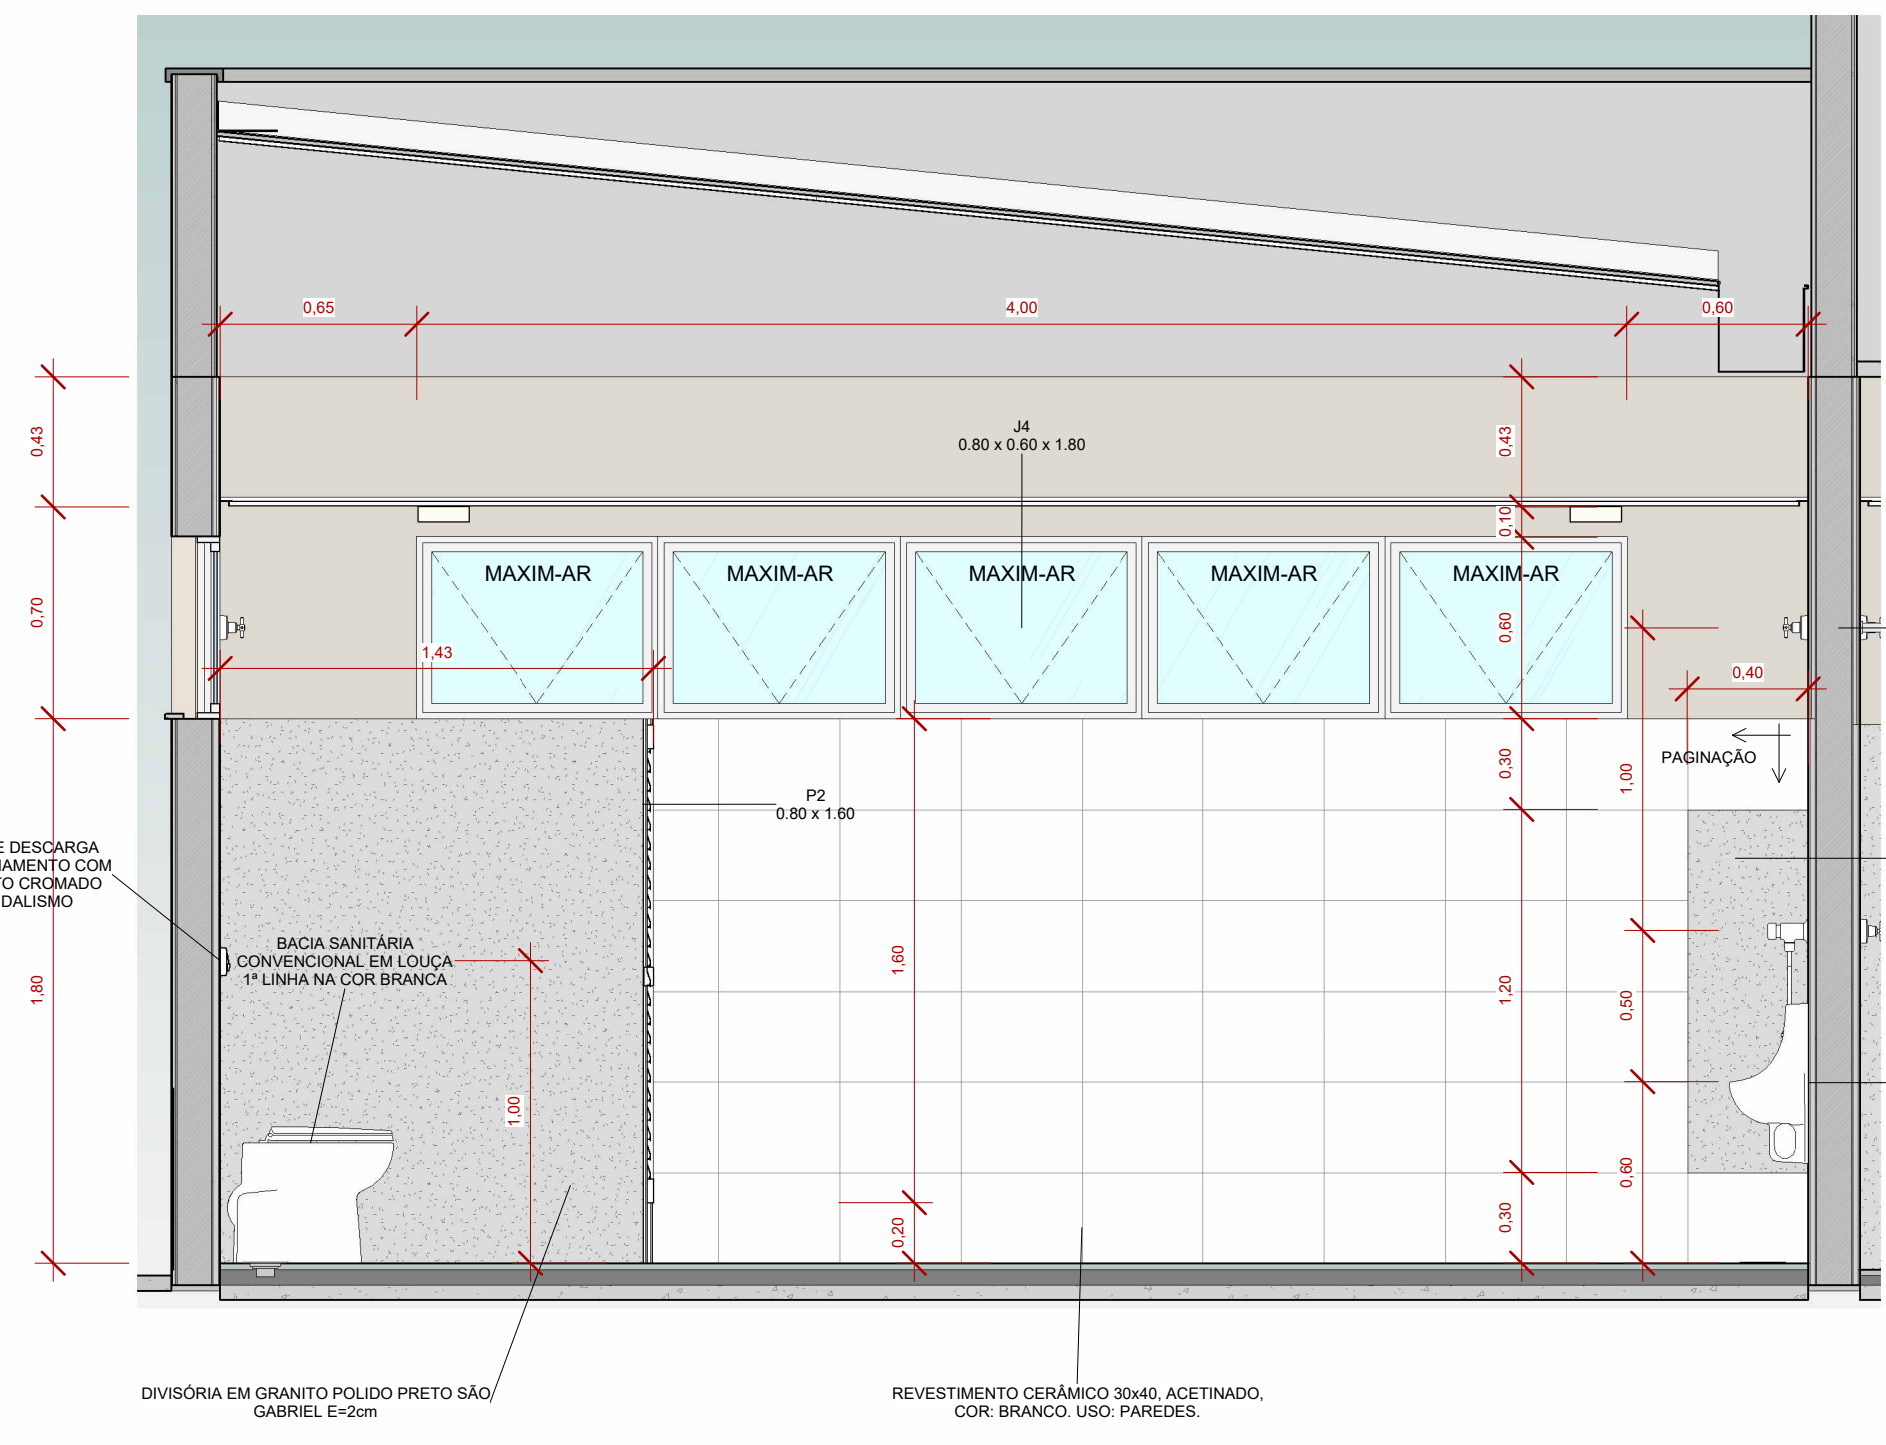 0,65
4,00
0,60
0,43
J4
0.80 x 0.60 x 1.80
0,43
0,10
MAXIM-AR
MAXIM-AR
MAXIM-AR
MAXIM-AR
MAXIM-AR
0,70
0,60
1,43
0,40
PAGINAÇÃO
0,30
1,00
P2
0.80 x 1.60
E DESCARGA
AMENTO COM
TO CROMADO
DALISMO
BACIA SANITÁRIA
CONVENCIONAL EM LOUÇA
1ª LINHA NA COR BRANCA
1,80
1,60
1,20
0,50
1,00
0,60
0,20
0,30
DIVISÓRIA EM GRANITO POLIDO PRETO SÃO
GABRIEL E=2cm
REVESTIMENTO CERÂMICO 30x40, ACETINADO,
COR: BRANCO. USO: PAREDES.